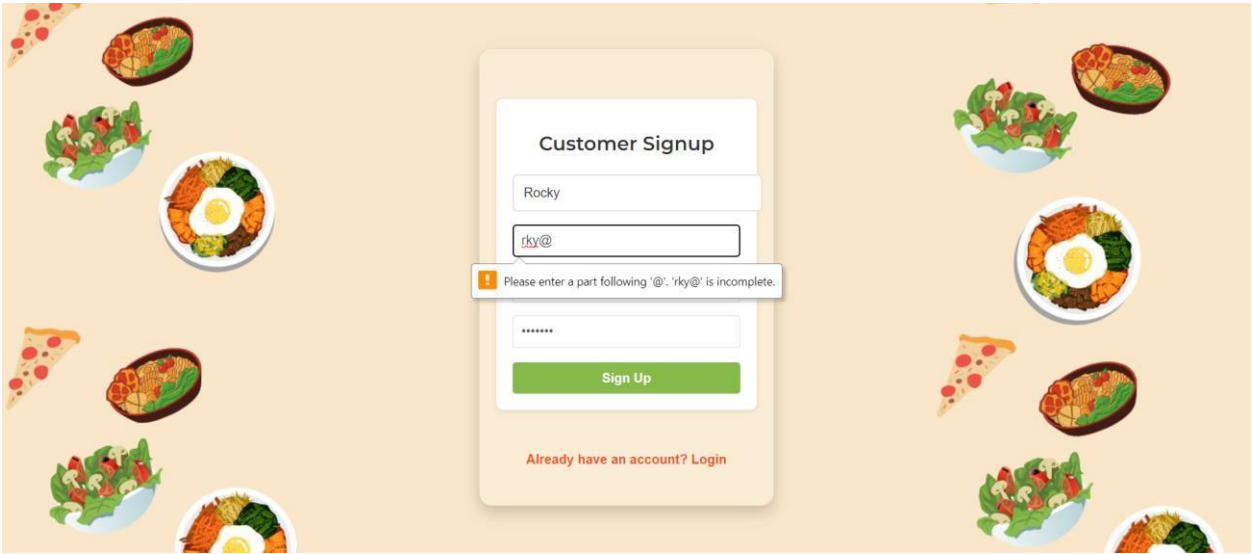 Customer Signup
Rocky
rky@
Please enter a part following '@'. 'rky@' is incomplete.
•••••••
Sign Up
Already have an account? Login